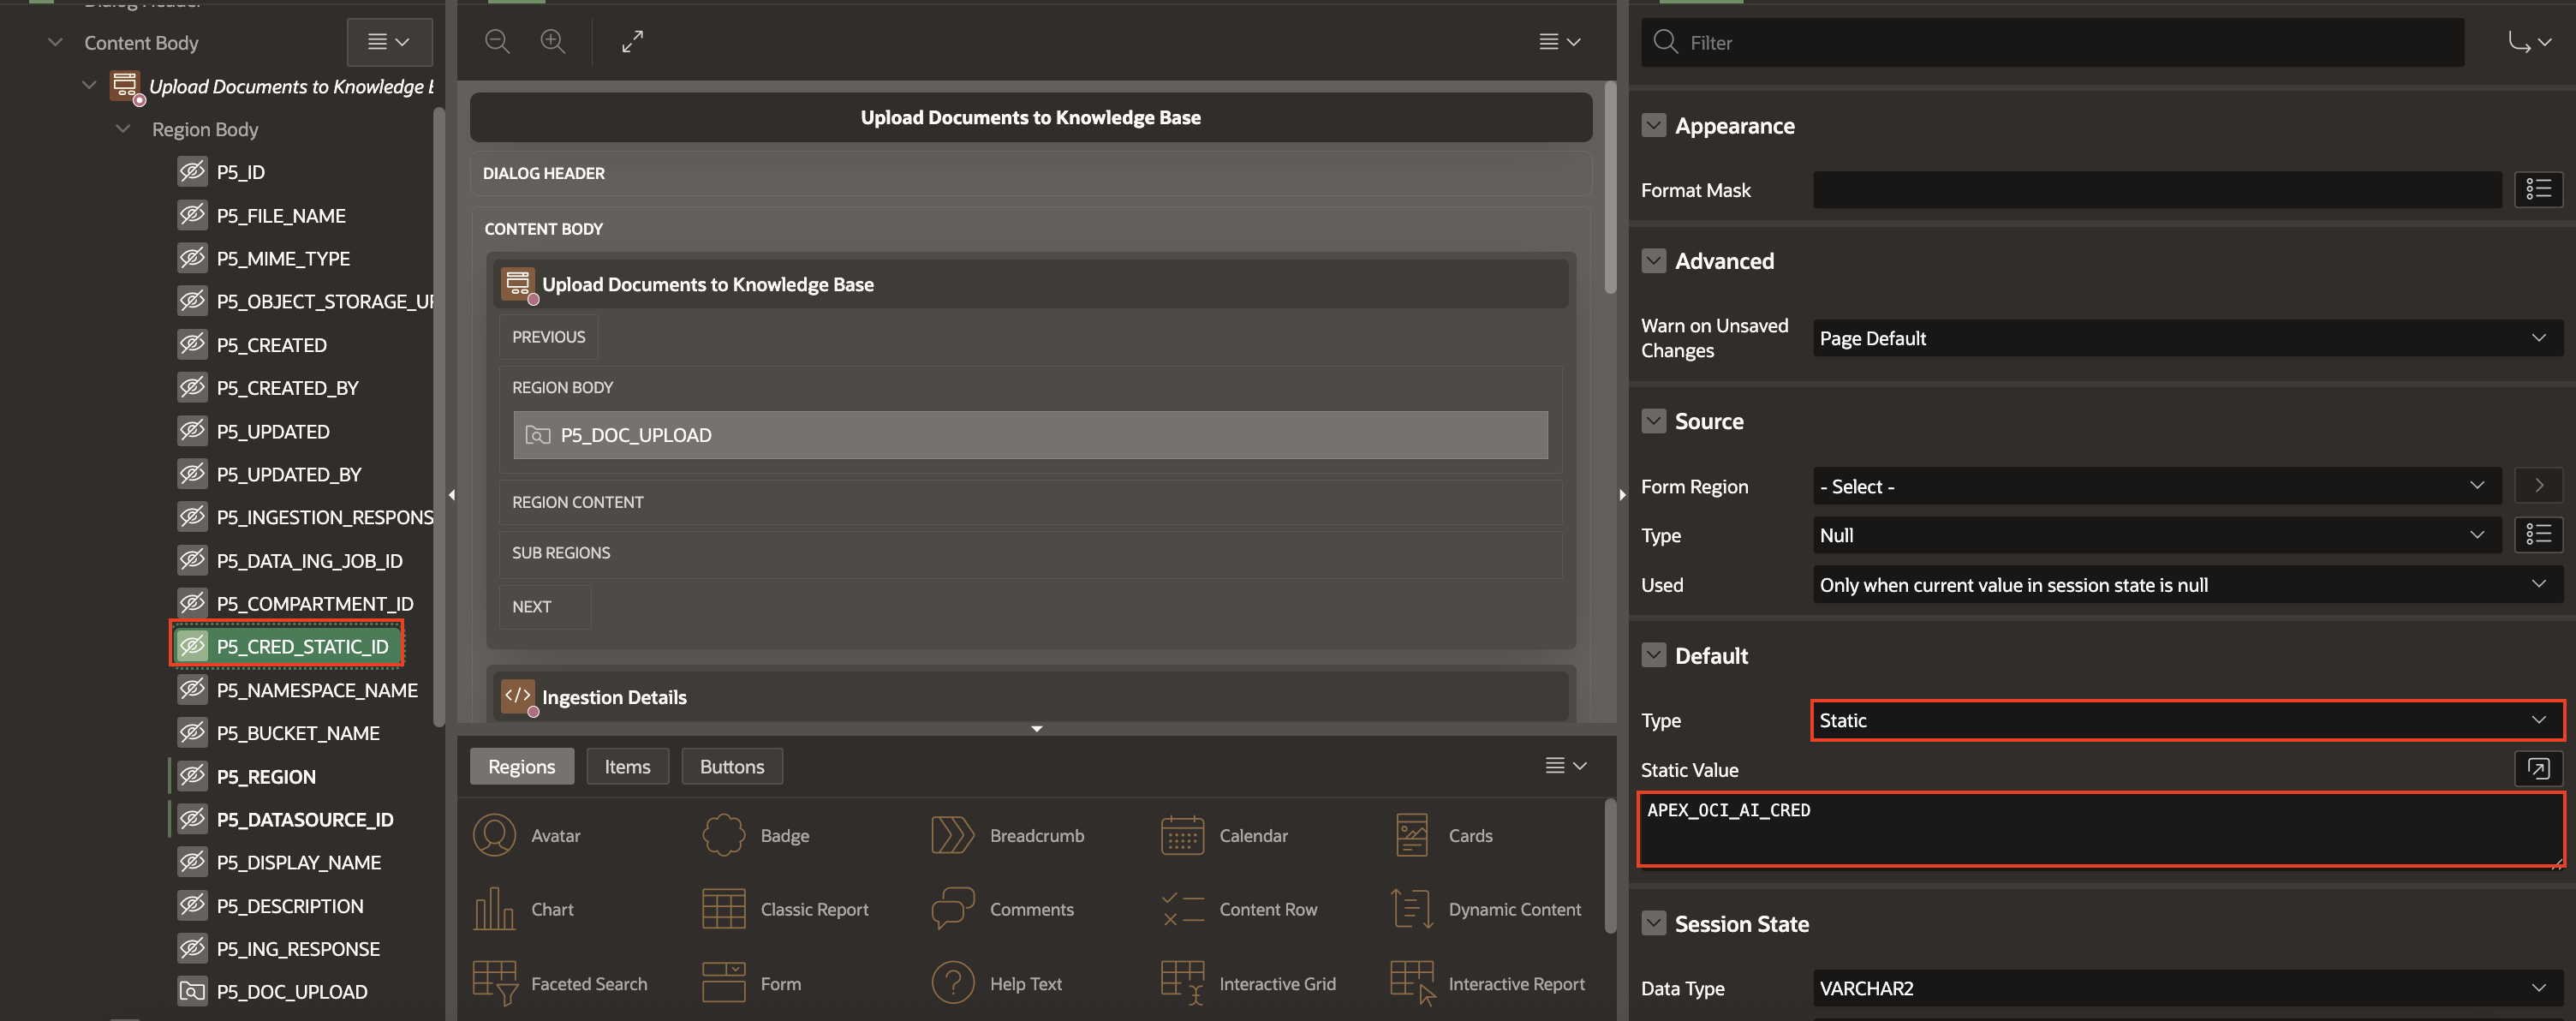 Dialog Header
Content Body
Upload Documents to Knowledge
Region Body
P5_ID
P5_FILE_NAME
P5_MIME_TYPE
P5_OBJECT_STORAGE_UR
P5_CREATED
P5_CREATED_BY
P5_UPDATED
P5_UPDATED_BY
P5_INGESTION_RESPONS
P5_DATA_ING_JOB_ID
P5_COMPARTMENT_ID
P5_CRED_STATIC_ID
P5_NAMESPACE_NAME
P5_BUCKET_NAME
P5_REGION
P5_DATASOURCE_ID
P5_DISPLAY_NAME
P5_DESCRIPTION
P5_ING_RESPONSE
P5_DOC_UPLOAD
Upload Documents to Knowledge Base
DIALOG HEADER
CONTENT BODY
Upload Documents to Knowledge Base
PREVIOUS
REGION BODY
P5_DOC_UPLOAD
REGION CONTENT
SUB REGIONS
NEXT
Ingestion Details
Regions Items Buttons
Avatar Badge Breadcrumb Calendar Cards
Chart Classic Report Comments Content Row Dynamic Content
Faceted Search Form Help Text Interactive Grid Interactive Report
Filter
Appearance
Format Mask
Advanced
Warn on Unsaved
Changes
Page Default
Source
Form Region - Select -
Type Null
Used Only when current value in session state is null
Default
Type Static
Static Value
APEX_OCI_AI_CRED
Session State
Data Type VARCHAR2